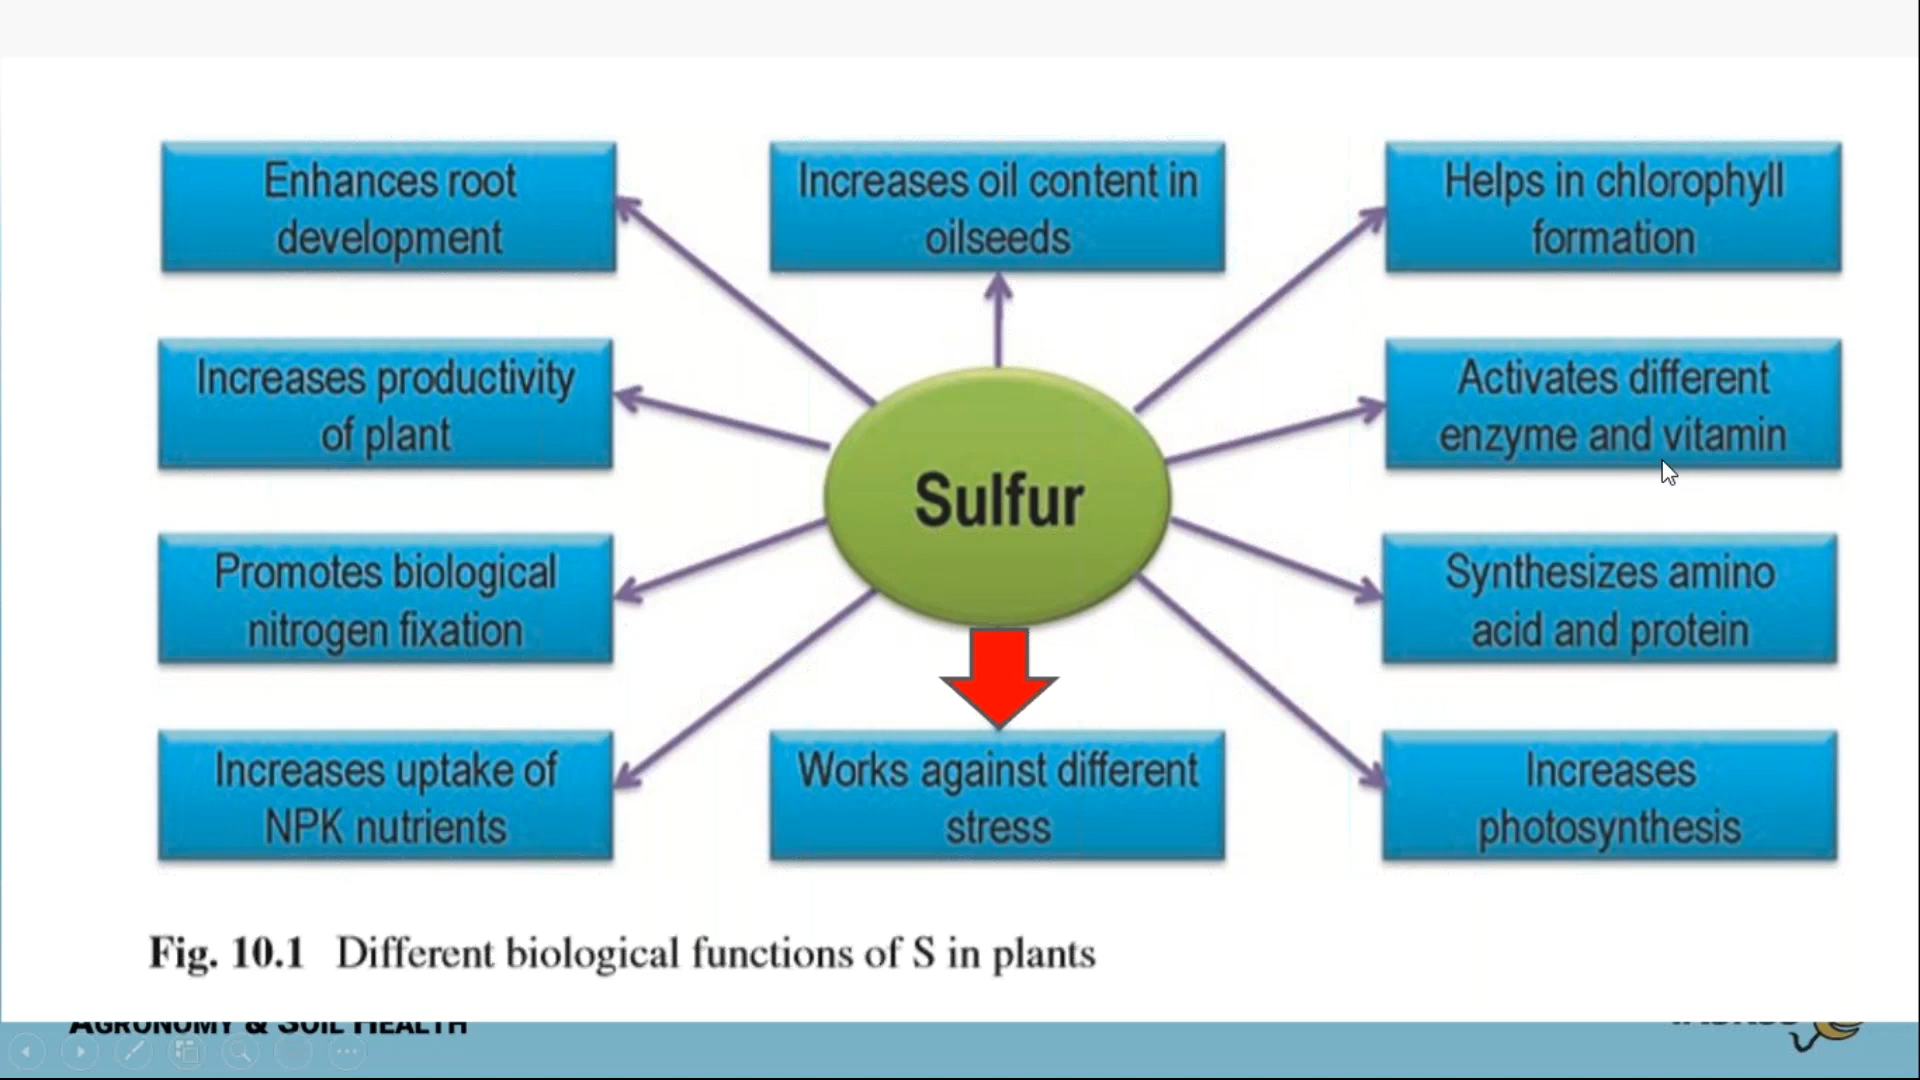 Enhances root
development
Increases oil content in
oilseeds
Helps in chlorophyll
formation
Increases productivity
of plant
Activates different
enzyme and vitamin
Sulfur
Promotes biological
nitrogen fixation
Synthesizes amino
acid and protein
Increases uptake of
NPK nutrients
Works against different
stress
Increases
photosynthesis
Fig. 10.1 Different biological functions of S in plants
AGRONOMY & SOIL HEALTH